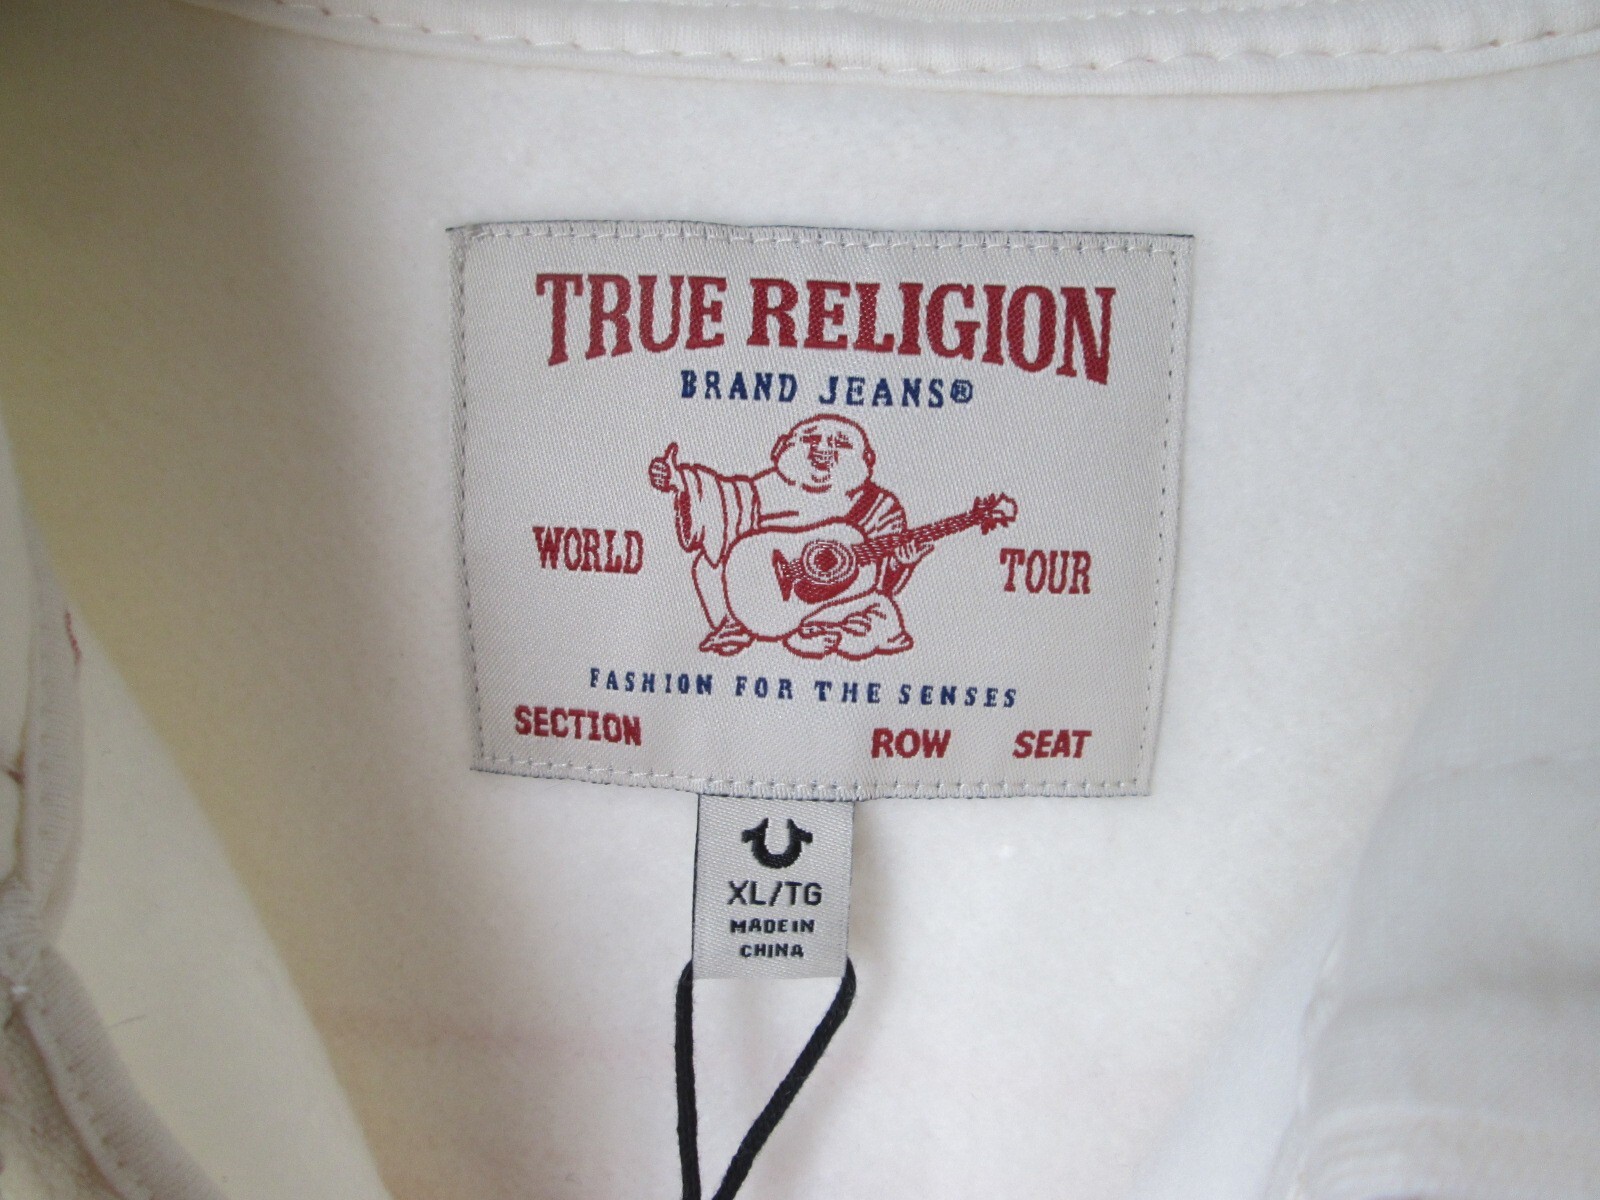 TRUE RELIGION
BRAND JEANS®
WORLD TOUR
FASHION FOR THE SENSES
SECTION ROW SEAT
XL/TG
MADE IN
CHINA